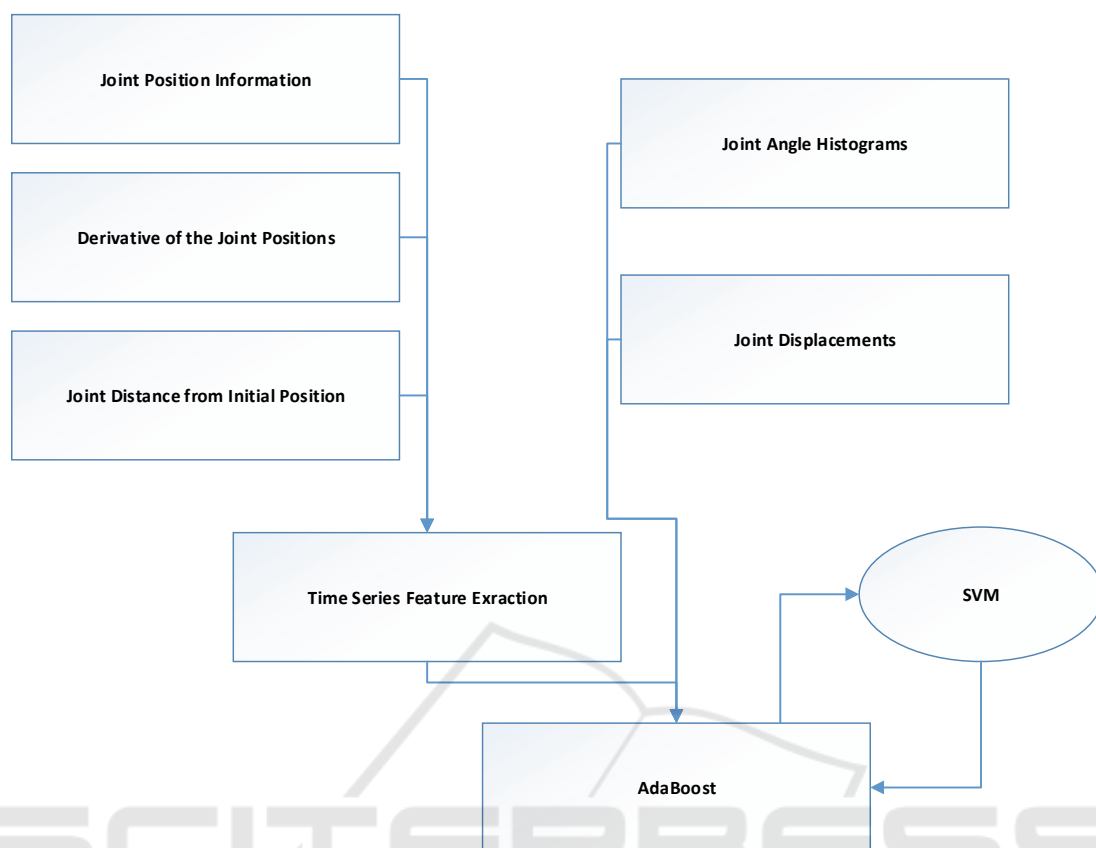 Joint Position Information
Joint Angle Histograms
Derivative of the Joint Positions
Joint Displacements
Joint Distance from Initial Position
Time Series Feature Exraction
SVM
AdaBoost
SCITEPRESS